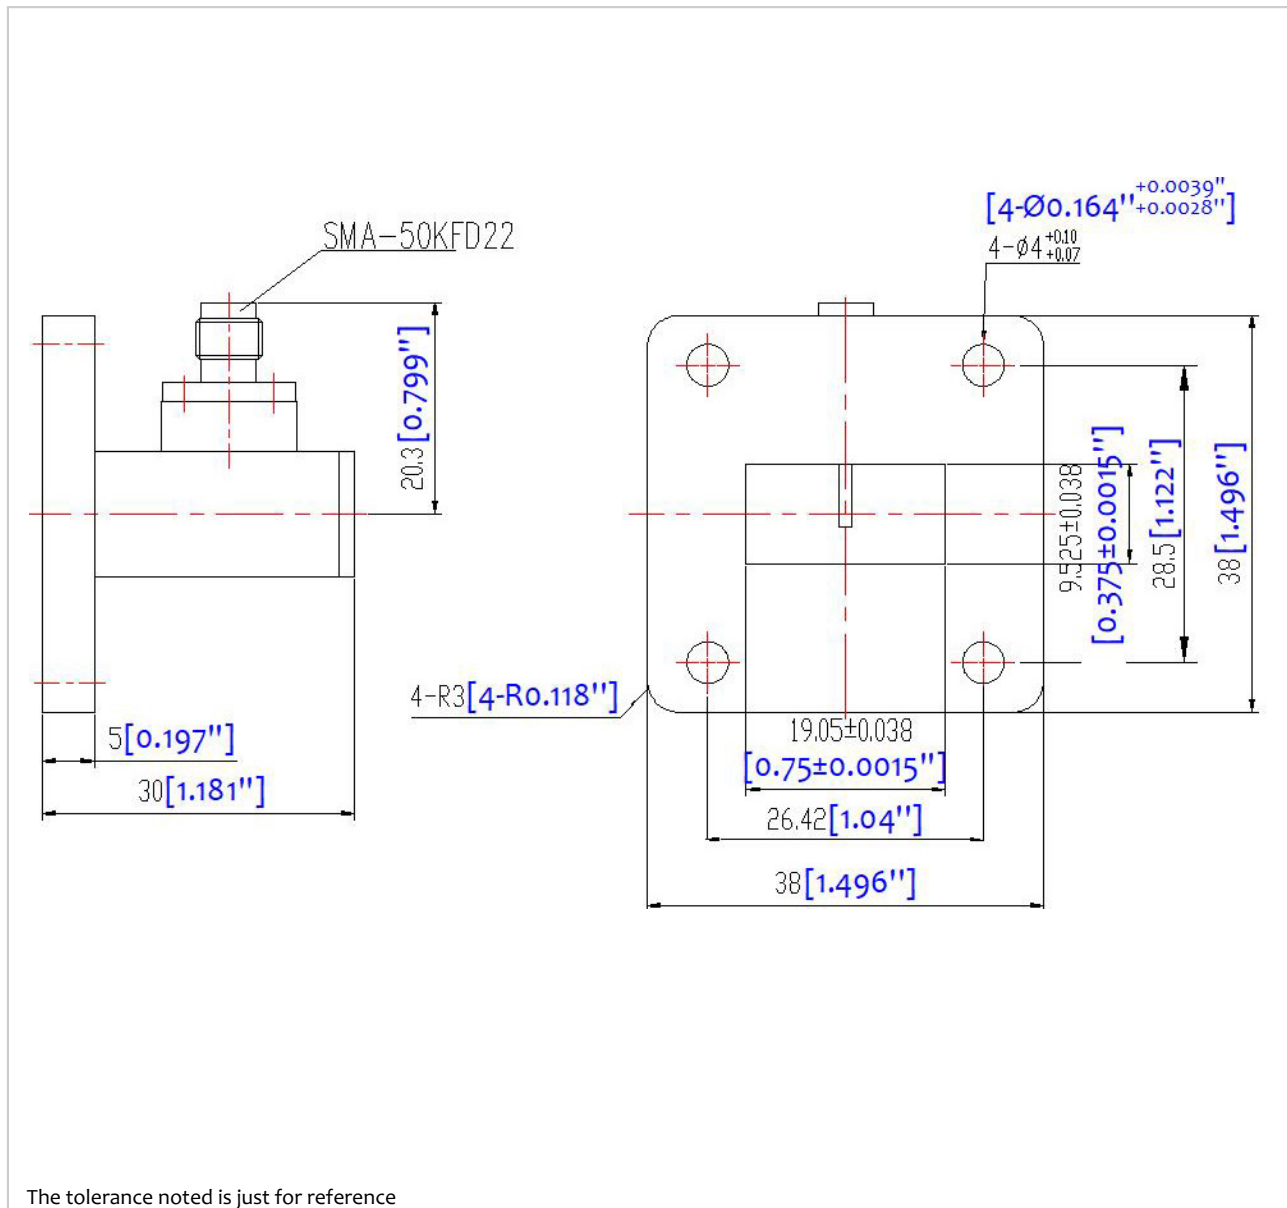 [4-Ø0.164''+0.0039"+0.0028"]
4-ϕ4+0.10+0.07
SMA-50KFD22
20.3[0.799'']
9.525±0.038
[0.375±0.0015'']
28.5[1.122'']
38[1.496'']
4-R3[4-R0.118'']
5[0.197'']
30[1.181'']
19.05±0.038
[0.75±0.0015'']
26.42[1.04'']
38[1.496'']
The tolerance noted is just for reference